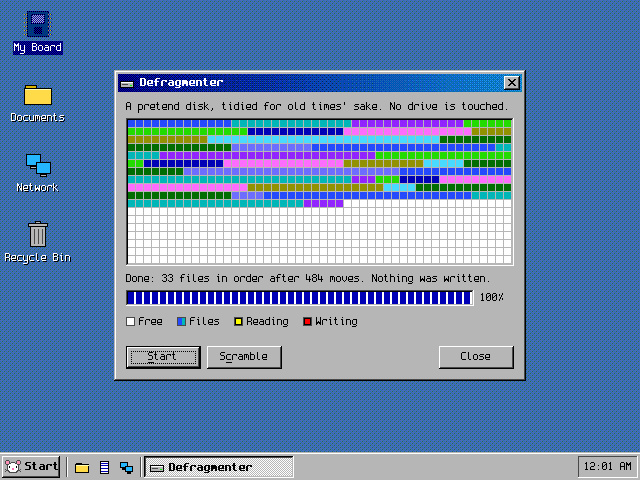 My Board
Documents
Network
Recycle Bin
Defragmenter
A pretend disk, tidied for old times' sake. No drive is touched.
Done: 33 files in order after 484 moves. Nothing was written.
100%
Free Files Reading Writing
Start Scramble Close
Start Defragmenter 12:01 AM